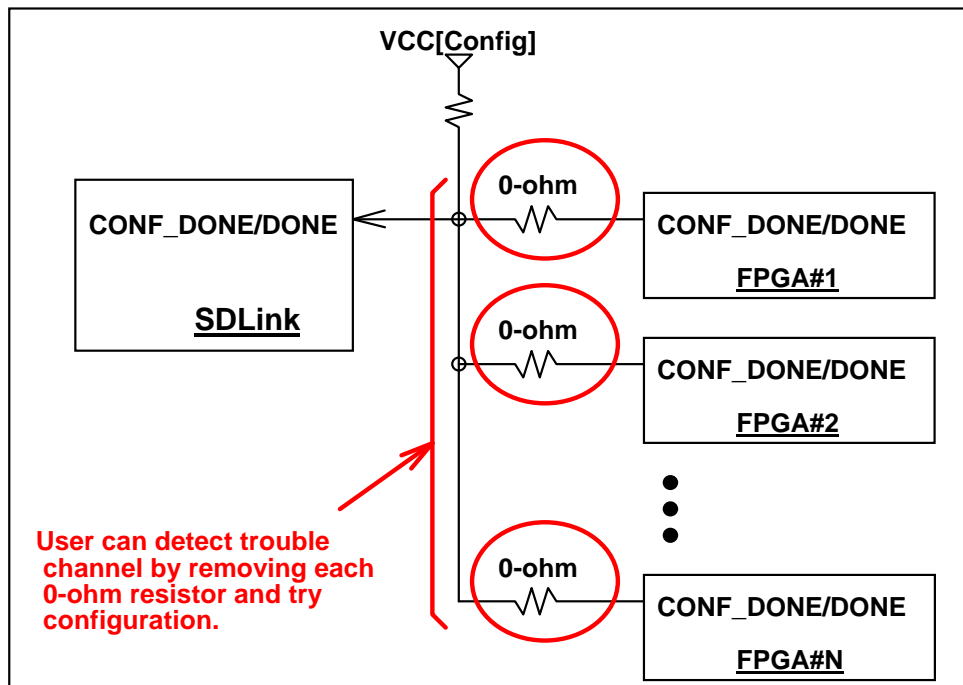 VCC[Config]
0-ohm
CONF_DONE/DONE
SDLink
CONF_DONE/DONE
FPGA#1
0-ohm
CONF_DONE/DONE
FPGA#2
User can detect trouble
channel by removing each
0-ohm resistor and try
configuration.
0-ohm
CONF_DONE/DONE
FPGA#N